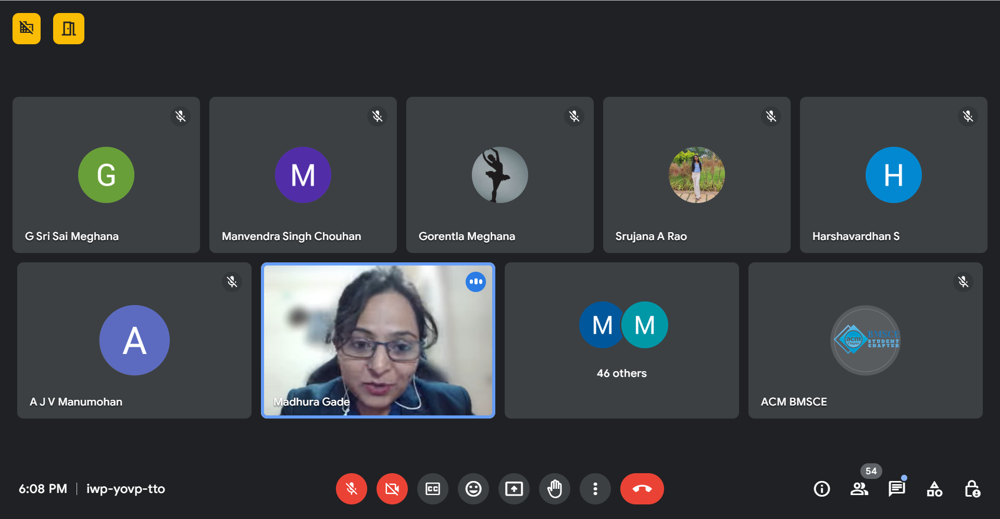 G
G Sri Sai Meghana
M
Manvendra Singh Chouhan
Gorentla Meghana
Srujana A Rao
H
Harshavardhan S
A
A J V Manumohan
Madhura Gade
M M
46 others
acm
Chapter
BMSCE
STUDENT
CHAPTER
ACM BMSCE
6:08 PM | iwp-yovp-tto
CC
54